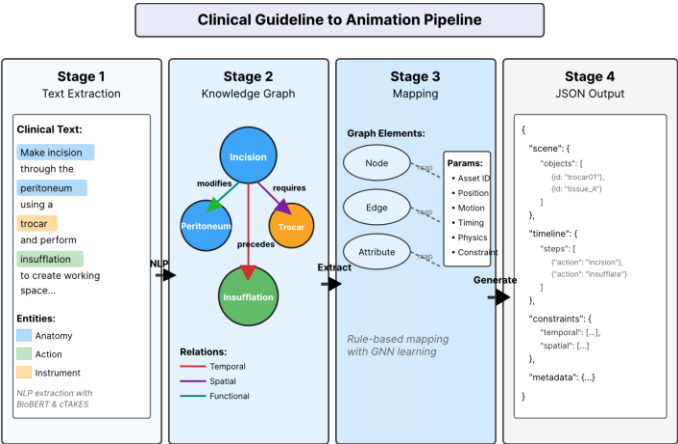 Clinical Guideline to Animation Pipeline
Stage 1
Text Extraction
Clinical Text:
Make incision
through the
peritoneum
using a
trocar
and perform
insufflation
to create working
space...
Entities:
Anatomy
Action
Instrument
NLP extraction with
BioBERT & cTAKES
NLP
Stage 2
Knowledge Graph
Incision
modifies
requires
Peritoneum
Trocar
precedes
Insufflation
Relations:
Temporal
Spatial
Functional
Extract
Stage 3
Mapping
Graph Elements:
Node
Edge
Attribute
map
map
map
Params:
• Asset ID
• Position
• Motion
• Timing
• Physics
• Constraint
Rule-based mapping
with GNN learning
Generate
Stage 4
JSON Output
{
"scene": {
"objects": [
{id: "trocar01"},
{id: "tissue_A"}
]
},
"timeline": {
"steps": [
{"action": "incision"},
{"action": "insufflate"}
]
},
"constraints": {
"temporal": [...],
"spatial": [...]
},
"metadata": {...}
}